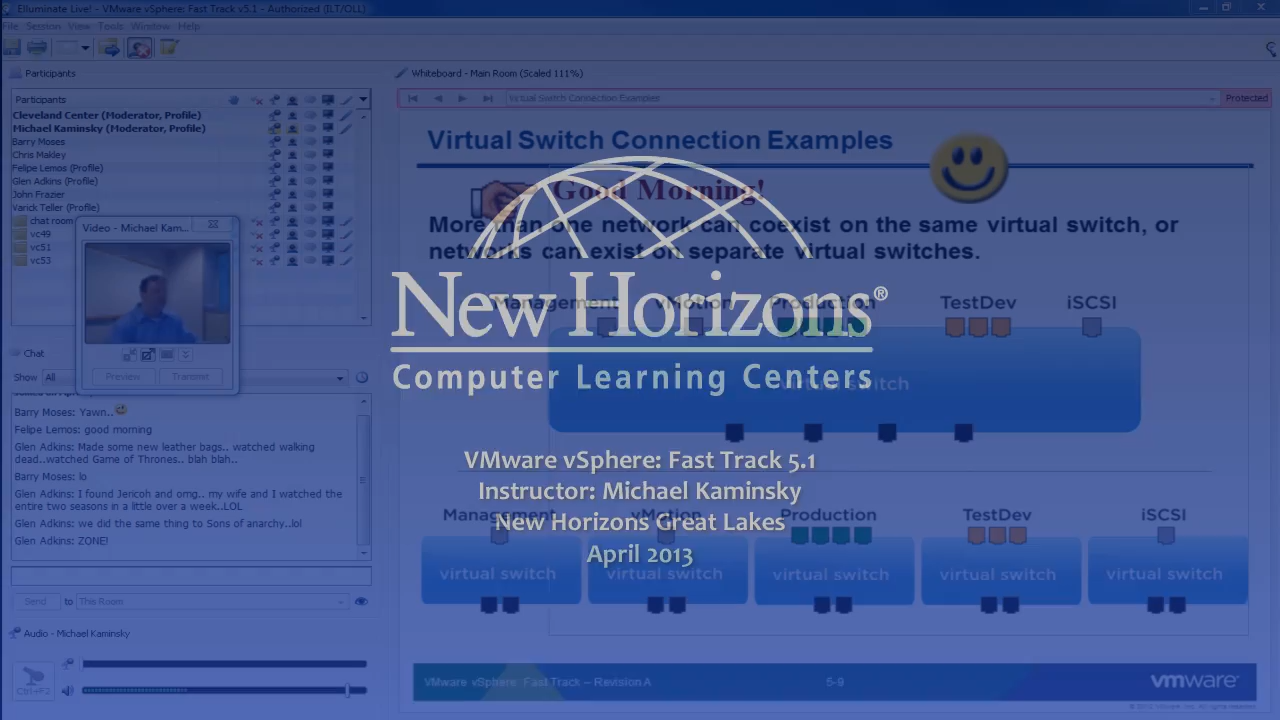 Elluminate Live! - VMware vSphere: Fast Track v5.1 - Authorized (ILT/OLL)
File Session View Tools Window Help
Participants
Participants
Cleveland Center (Moderator, Profile)
Michael Kaminsky (Moderator, Profile)
Barry Moses
Chris Makley
Felipe Lemos (Profile)
Glen Adkins (Profile)
John Frazier
Varick Teller (Profile)
chat room
vc49
vc51
vc53
Video - Michael Kam...
Preview Transmit
Chat
Show All
Barry Moses: Yawn..
Felipe Lemos: good morning
Glen Adkins: Made some new leather bags.. watched walking
dead..watched Game of Thrones.. blah blah..
Barry Moses: lo
Glen Adkins: I found Jericoh and omg.. my wife and I watched the
entire two seasons in a little over a week..LOL
Glen Adkins: we did the same thing to Sons of anarchy..lol
Glen Adkins: ZONE!
Send to This Room
Audio - Michael Kaminsky
Ctrl+F2
Whiteboard - Main Room (Scaled 111%)
Virtual Switch Connection Examples
Protected
Virtual Switch Connection Examples
Good Morning!
More than one network can coexist on the same virtual switch, or
networks can exist on separate virtual switches.
Management vMotion Production TestDev iSCSI
virtual switch
New Horizons®
Computer Learning Centers
VMware vSphere: Fast Track 5.1
Instructor: Michael Kaminsky
New Horizons Great Lakes
April 2013
Management vMotion Production TestDev iSCSI
virtual switch virtual switch virtual switch virtual switch virtual switch
VMware vSphere Fast Track – Revision A
5-9
vmware
© 2012 VMware Inc. All rights reserved